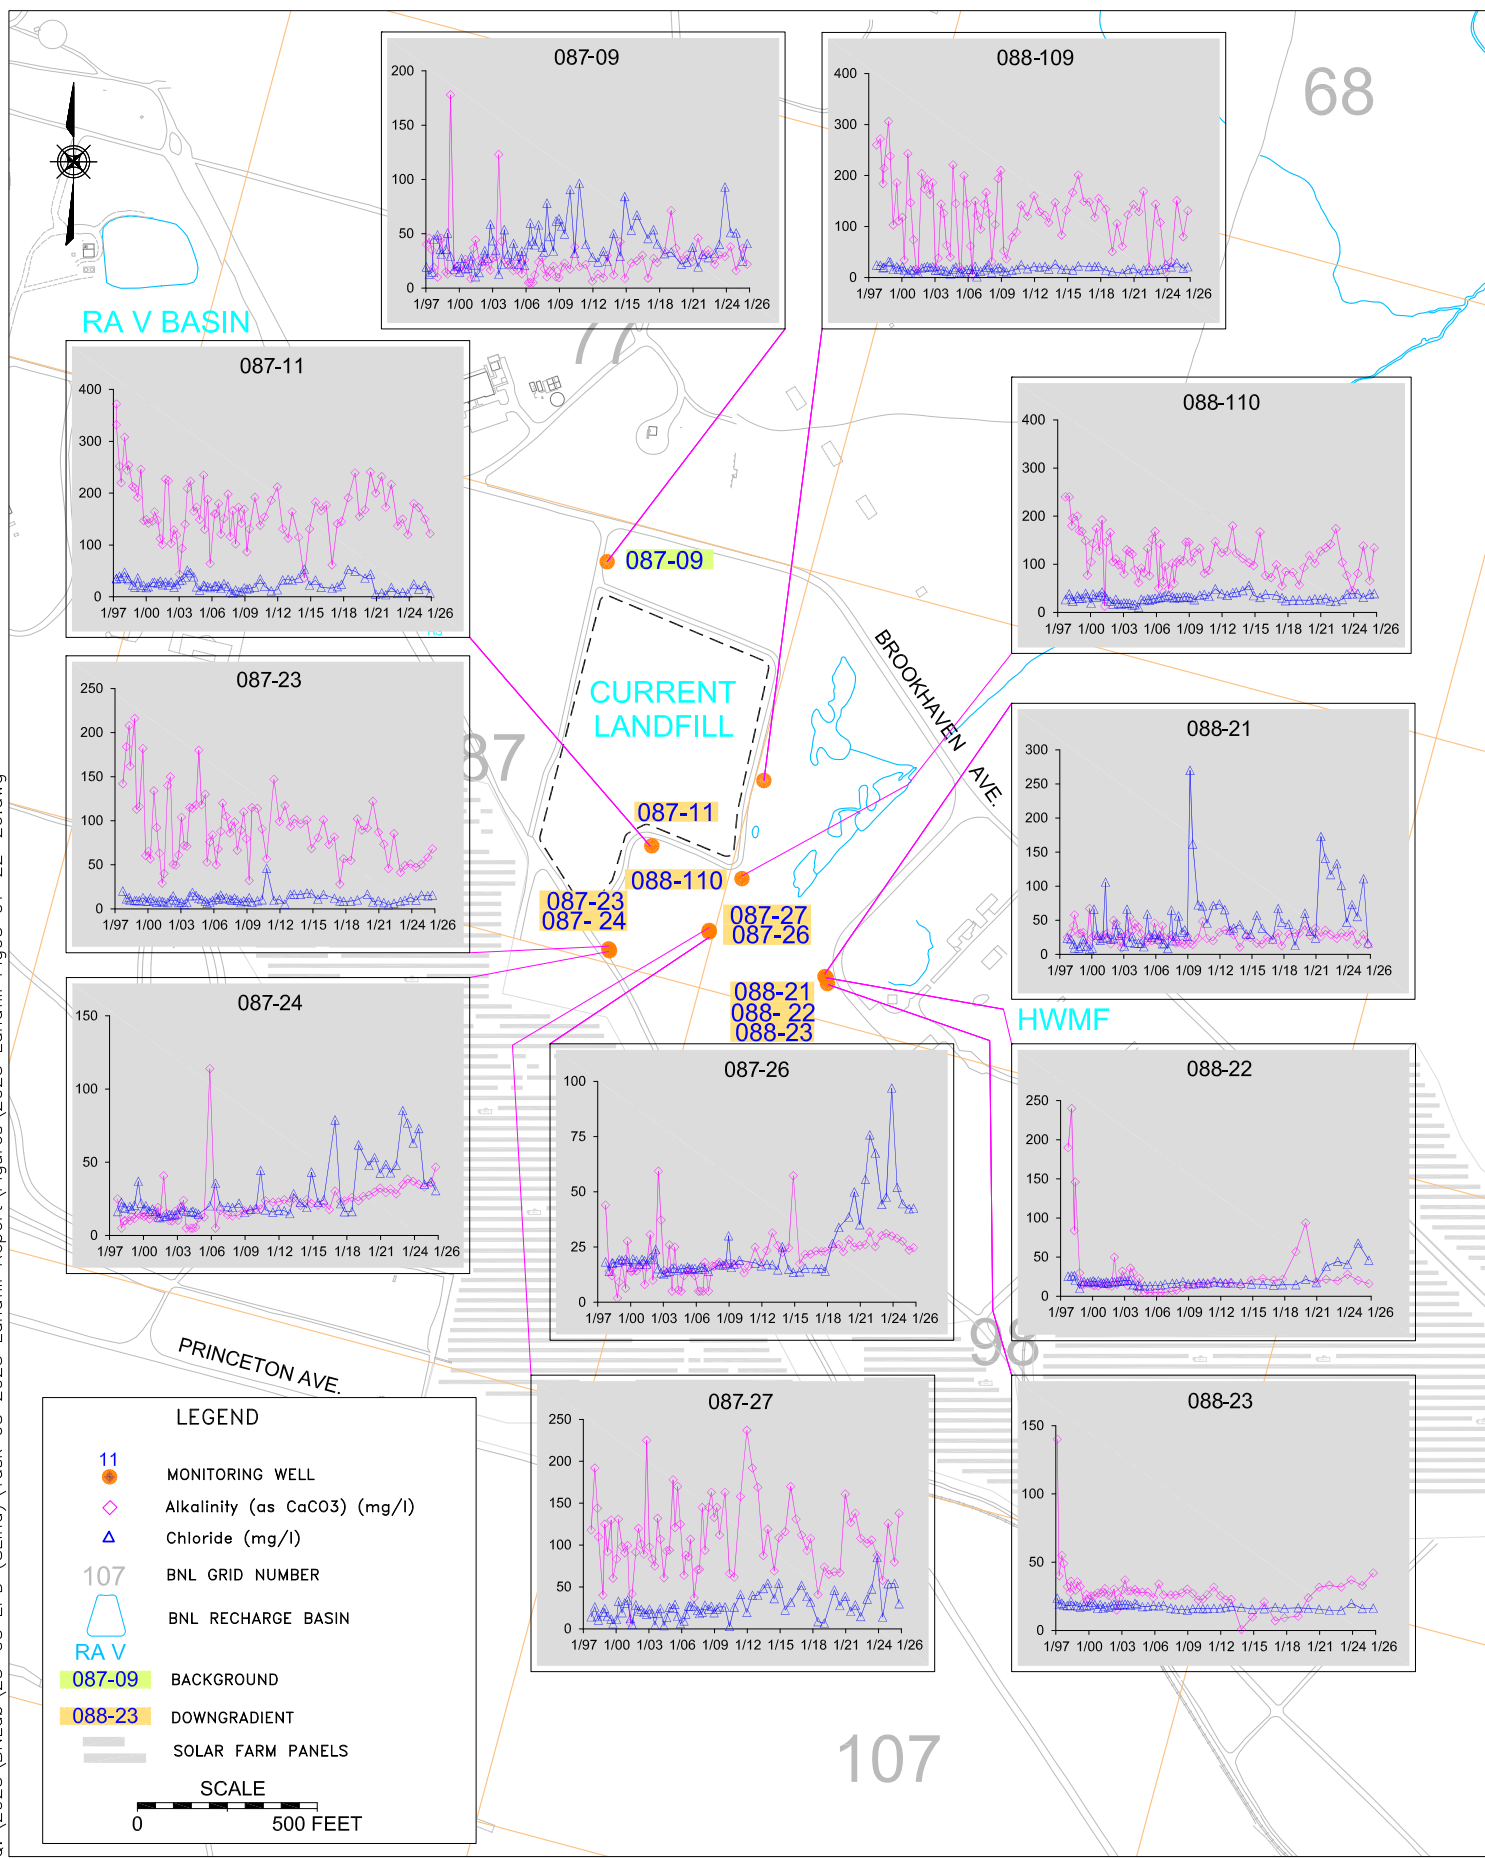 087-09
200
150
100
50
0
1/97 1/00 1/03 1/06 1/09 1/12 1/15 1/18 1/21 1/24 1/26
088-109
400
300
200
100
0
1/97 1/00 1/03 1/06 1/09 1/12 1/15 1/18 1/21 1/24 1/26
68
RA V BASIN
77
087-11
400
300
200
100
0
1/97 1/00 1/03 1/06 1/09 1/12 1/15 1/18 1/21 1/24 1/26
088-110
400
300
200
100
0
1/97 1/00 1/03 1/06 1/09 1/12 1/15 1/18 1/21 1/24 1/26
087-09
BROOKHAVEN AVE.
CURRENT
LANDFILL
87
087-23
250
200
150
100
50
0
1/97 1/00 1/03 1/06 1/09 1/12 1/15 1/18 1/21 1/24 1/26
088-21
300
250
200
150
100
50
0
1/97 1/00 1/03 1/06 1/09 1/12 1/15 1/18 1/21 1/24 1/26
087-11
088-110
087-23
087- 24
087-27
087-26
088-21
088- 22
088-23
HWMF
087-24
150
100
50
0
1/97 1/00 1/03 1/06 1/09 1/12 1/15 1/18 1/21 1/24 1/26
087-26
100
75
50
25
0
1/97 1/00 1/03 1/06 1/09 1/12 1/15 1/18 1/21 1/24 1/26
088-22
250
200
150
100
50
0
1/97 1/00 1/03 1/06 1/09 1/12 1/15 1/18 1/21 1/24 1/26
98
PRINCETON AVE.
087-27
250
200
150
100
50
0
1/97 1/00 1/03 1/06 1/09 1/12 1/15 1/18 1/21 1/24 1/26
088-23
150
100
50
0
1/97 1/00 1/03 1/06 1/09 1/12 1/15 1/18 1/21 1/24 1/26
LEGEND
11
MONITORING WELL
Alkalinity (as CaCO3) (mg/l)
Chloride (mg/l)
107 BNL GRID NUMBER
BNL RECHARGE BASIN
RA V
087-09 BACKGROUND
088-23 DOWNGRADIENT
SOLAR FARM PANELS
SCALE
0 500 FEET
107